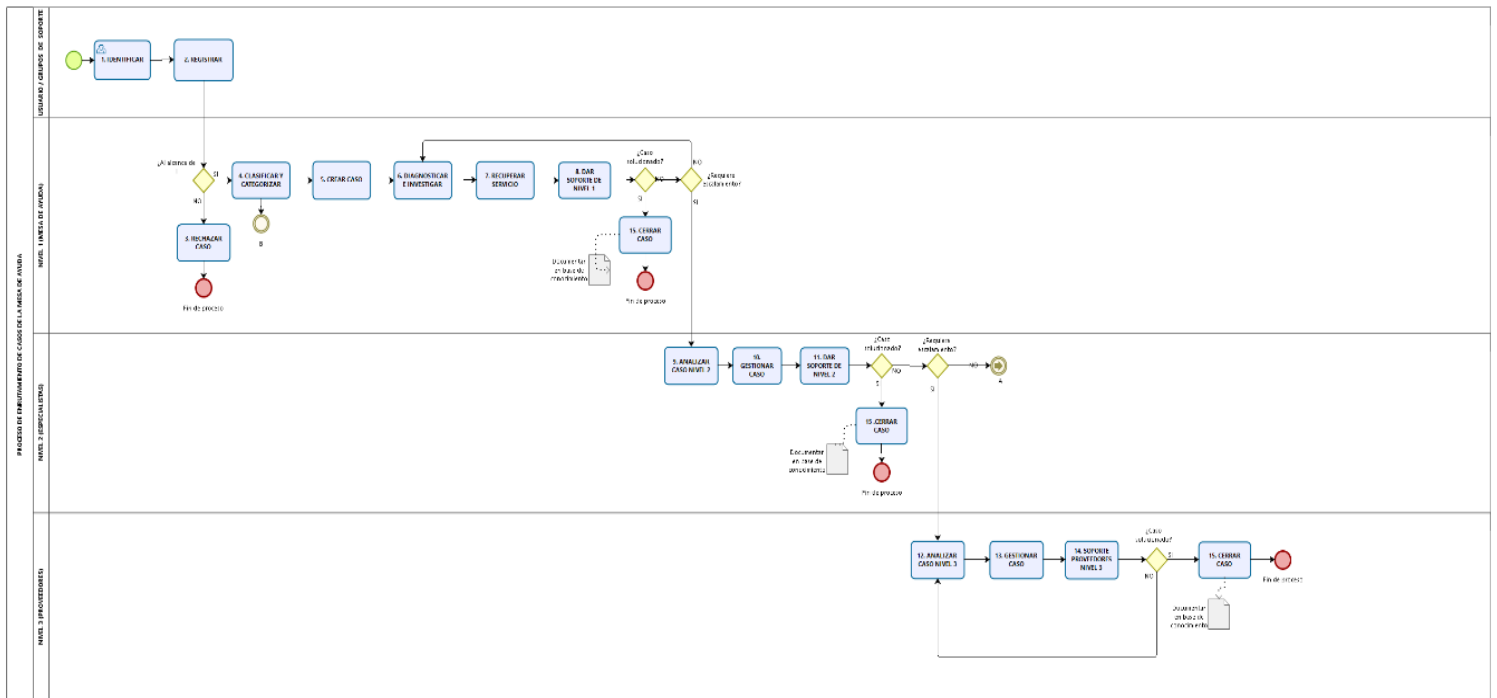 PROCESO DE ENRUTAMIENTO DE CASOS DE LA MESA DE AYUDA
USUARIO / GRUPOS DE SOPORTE
1. IDENTIFICAR
2. REGISTRAR
NIVEL 1 (MESA DE AYUDA)
¿Al alcance de
SI
NO
3. RECHAZAR
CASO
Fin de proceso
4. CLASIFICAR Y
CATEGORIZAR
B
5. CREAR CASO
6. DIAGNOSTICAR
E INVESTIGAR
7. RECUPERAR
SERVICIO
8. DAR
SOPORTE DE
NIVEL 1
¿Caso
solucionado?
NO
SI
15. CERRAR
CASO
Documentar
en base de
conocimiento
Fin de proceso
¿Requiere
escalamiento?
NO
SI
NIVEL 2 (ESPECIALISTAS)
9. ANALIZAR
CASO NIVEL 2
10.
GESTIONAR
CASO
11. DAR
SOPORTE DE
NIVEL 2
¿Caso
solucionado?
NO
SI
15. CERRAR
CASO
Documentar
en base de
conocimiento
Fin de proceso
¿Requiere
escalamiento?
NO
SI
A
NIVEL 3 (PROVEEDORES)
12. ANALIZAR
CASO NIVEL 3
13. GESTIONAR
CASO
14. SOPORTE
PROVEEDORES
NIVEL 3
¿Caso
solucionado?
SI
NO
15. CERRAR
CASO
Documentar
en base de
conocimiento
Fin de proceso